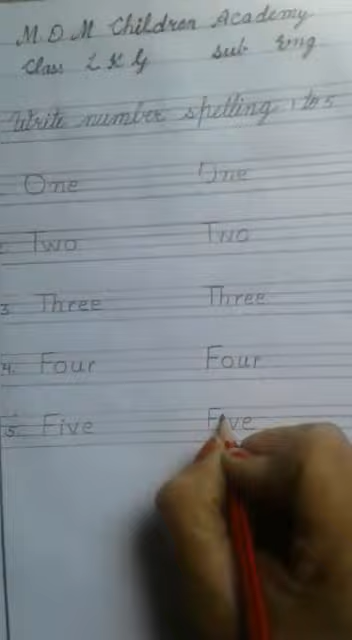 M.D.M Children Academy
Class L K G Sub Eng
Write number spelling 1 to 5
One One
Two Two
3. Three Three
4. Four Four
5. Five Five